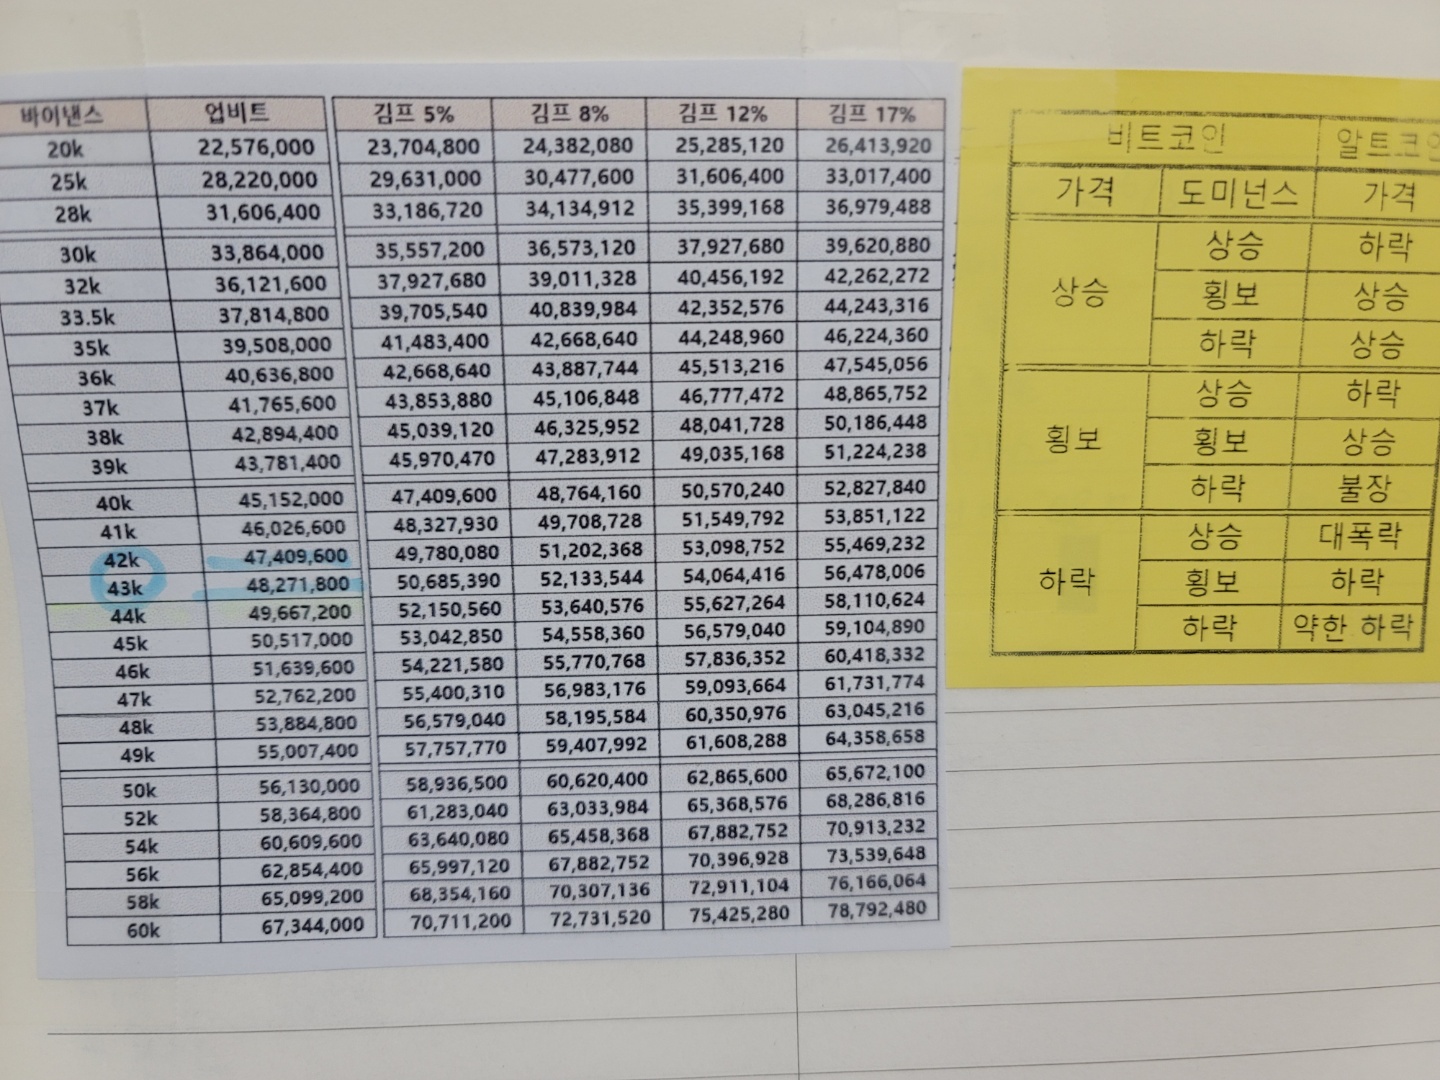 바이낸스 업비트 김프 5% 김프 8% 김프 12% 김프 17%
20k 22,576,000 23,704,800 24,382,080 25,285,120 26,413,920
25k 28,220,000 29,631,000 30,477,600 31,606,400 33,017,400
28k 31,606,400 33,186,720 34,134,912 35,399,168 36,979,488
30k 33,864,000 35,557,200 36,573,120 37,927,680 39,620,880
32k 36,121,600 37,927,680 39,011,328 40,456,192 42,262,272
33.5k 37,814,800 39,705,540 40,839,984 42,352,576 44,243,316
35k 39,508,000 41,483,400 42,668,640 44,248,960 46,224,360
36k 40,636,800 42,668,640 43,887,744 45,513,216 47,545,056
37k 41,765,600 43,853,880 45,106,848 46,777,472 48,865,752
38k 42,894,400 45,039,120 46,325,952 48,041,728 50,186,448
39k 43,781,400 45,970,470 47,283,912 49,035,168 51,224,238
40k 45,152,000 47,409,600 48,764,160 50,570,240 52,827,840
41k 46,026,600 48,327,930 49,708,728 51,549,792 53,851,122
42k 47,409,600 49,780,080 51,202,368 53,098,752 55,469,232
43k 48,271,800 50,685,390 52,133,544 54,064,416 56,478,006
44k 49,667,200 52,150,560 53,640,576 55,627,264 58,110,624
45k 50,517,000 53,042,850 54,558,360 56,579,040 59,104,890
46k 51,639,600 54,221,580 55,770,768 57,836,352 60,418,332
47k 52,762,200 55,400,310 56,983,176 59,093,664 61,731,774
48k 53,884,800 56,579,040 58,195,584 60,350,976 63,045,216
49k 55,007,400 57,757,770 59,407,992 61,608,288 64,358,658
50k 56,130,000 58,936,500 60,620,400 62,865,600 65,672,100
52k 58,364,800 61,283,040 63,033,984 65,368,576 68,286,816
54k 60,609,600 63,640,080 65,458,368 67,882,752 70,913,232
56k 62,854,400 65,997,120 67,882,752 70,396,928 73,539,648
58k 65,099,200 68,354,160 70,307,136 72,911,104 76,166,064
60k 67,344,000 70,711,200 72,731,520 75,425,280 78,792,480
비트코인 알트코인
가격 도미넌스 가격
상승 하락
상승 횡보 상승
하락 상승
상승 하락
횡보 횡보 상승
하락 불장
상승 대폭락
하락 횡보 하락
하락 약한 하락